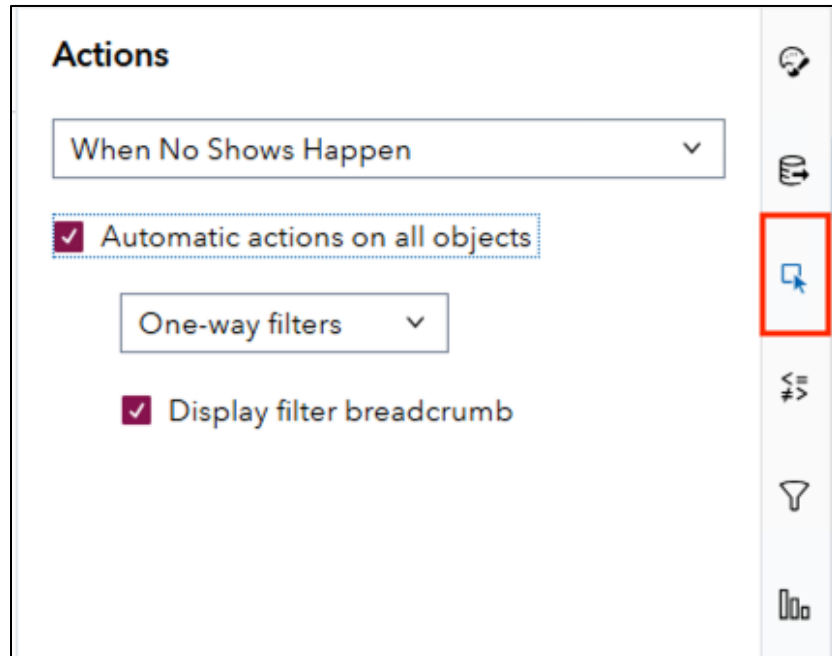 Actions
When No Shows Happen
Automatic actions on all objects
One-way filters
Display filter breadcrumb